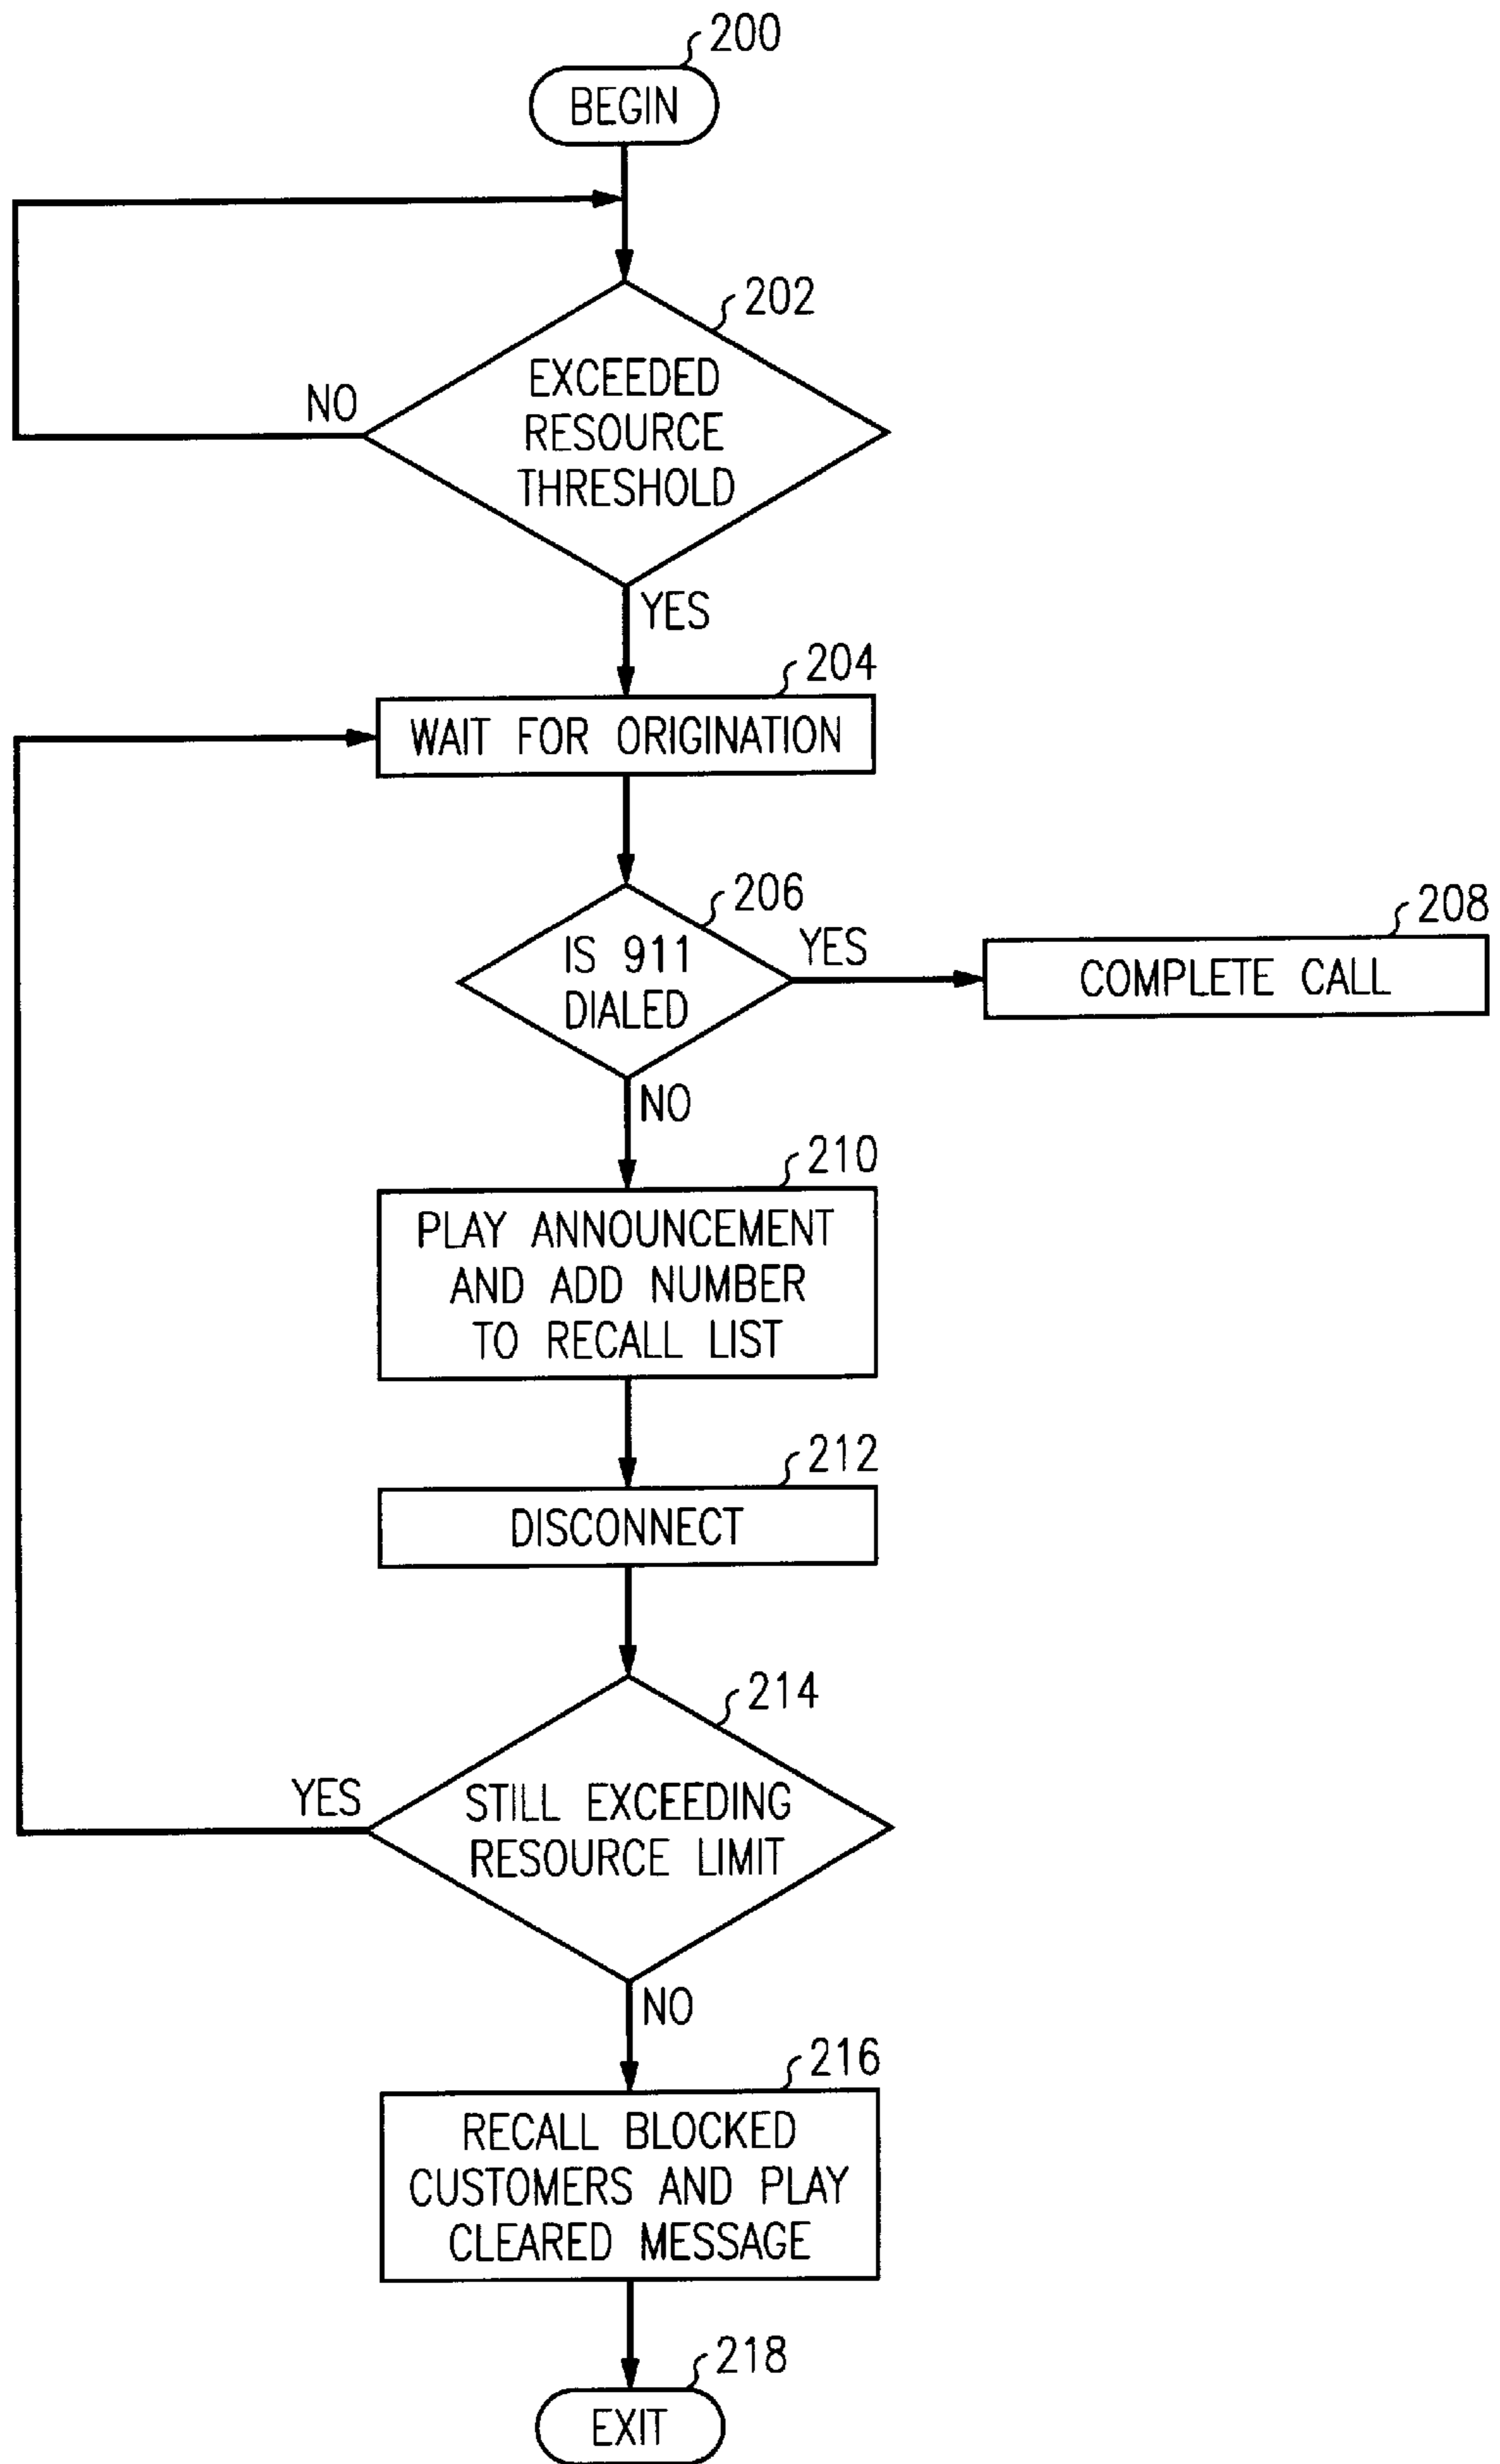 200
BEGIN
202
EXCEEDED
RESOURCE
THRESHOLD
NO
YES
204
WAIT FOR ORIGINATION
206
IS 911
DIALED
YES
208
COMPLETE CALL
NO
210
PLAY ANNOUNCEMENT
AND ADD NUMBER
TO RECALL LIST
212
DISCONNECT
214
STILL EXCEEDING
RESOURCE LIMIT
YES
NO
216
RECALL BLOCKED
CUSTOMERS AND PLAY
CLEARED MESSAGE
218
EXIT